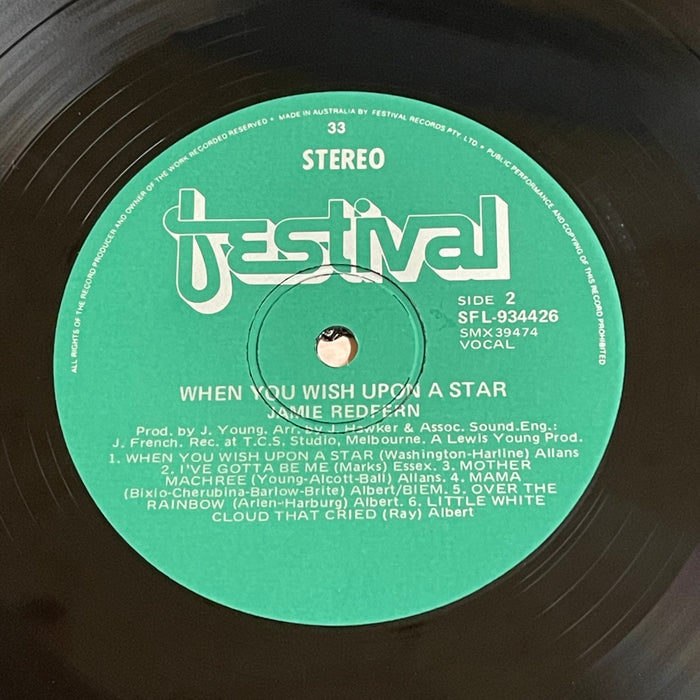 ALL RIGHTS OF THE RECORD PRODUCER AND OWNER OF THE WORK RECORDED RESERVED • MADE IN AUSTRALIA BY FESTIVAL RECORDS PTY. LTD. • PUBLIC PERFORMANCE AND COPYING OF THIS RECORD PROHIBITED
33
STEREO
festival
SIDE 2
SFL-934426
SMX39474
VOCAL
WHEN YOU WISH UPON A STAR
JAMIE REDFERN
Prod. by J. Young. Arr. by J. Hawker & Assoc. Sound.Eng.:
J. French. Rec. at T.C.S. Studio, Melbourne. A Lewis Young Prod.
1. WHEN YOU WISH UPON A STAR (Washington-Harline) Allans
2. I'VE GOTTA BE ME (Marks) Essex. 3. MOTHER
MACHREE (Young-Alcott-Ball) Allans. 4. MAMA
(Bixio-Cherubina-Barlow-Brite) Albert/BIEM. 5. OVER THE
RAINBOW (Arlen-Harburg) Albert. 6. LITTLE WHITE
CLOUD THAT CRIED (Ray) Albert